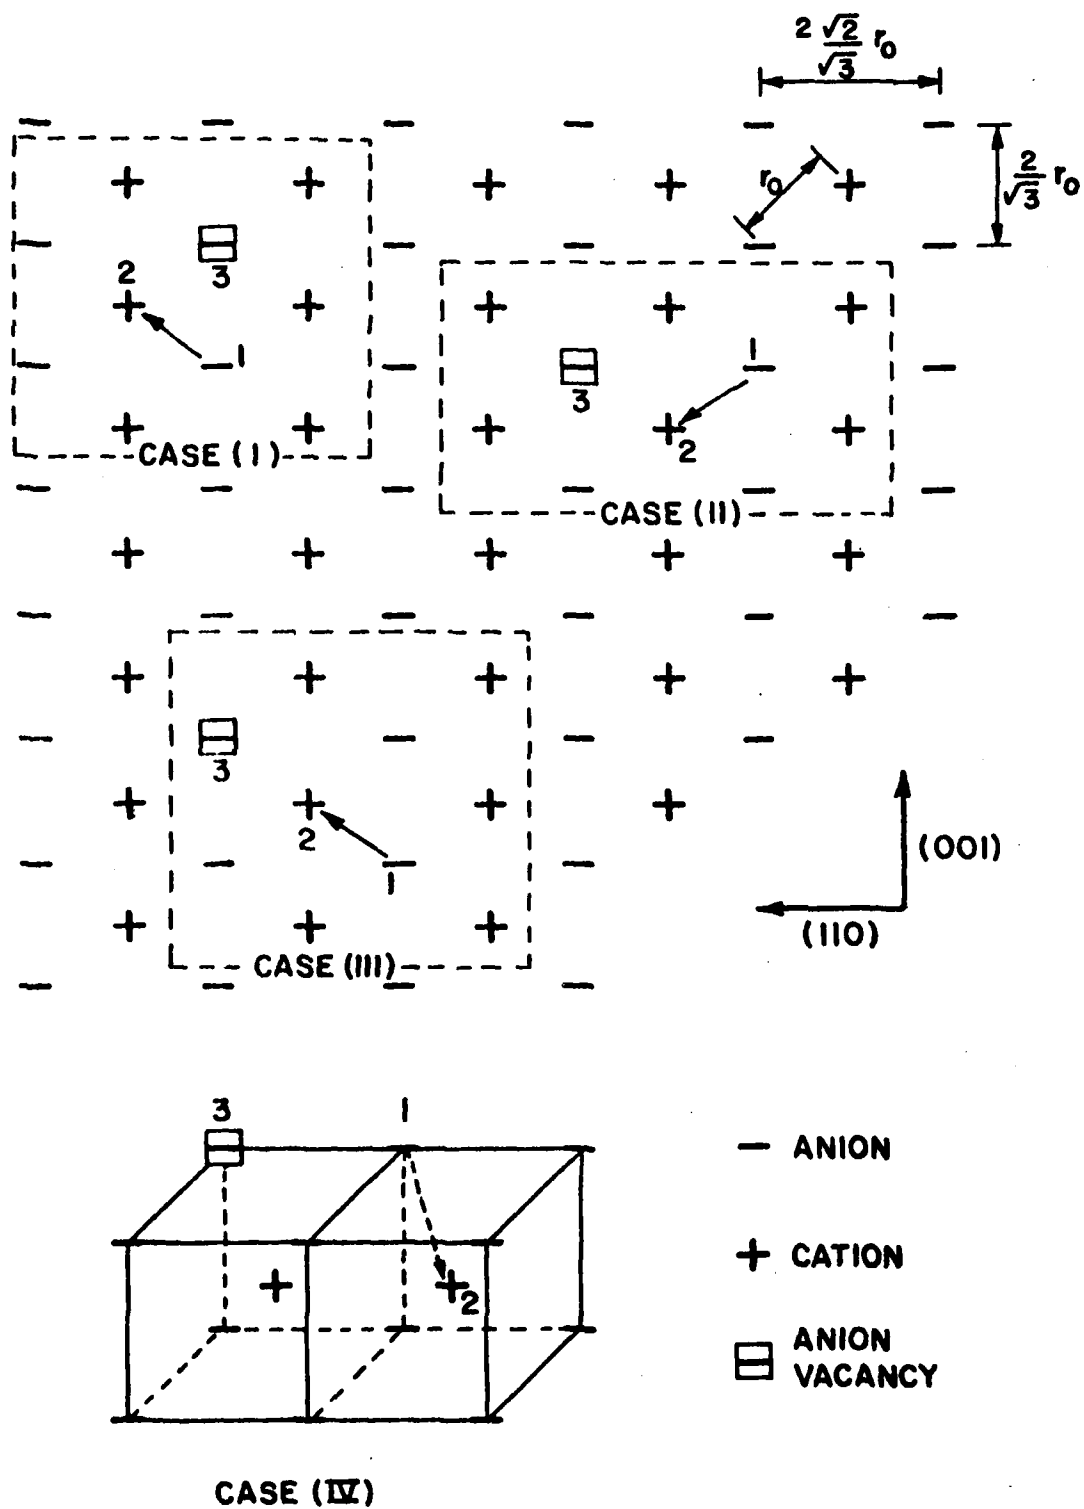 2 √2/√3 r₀
2/√3 r₀
r₀
3
2
1
CASE (I)
1
3
2
CASE (II)
3
2
1
CASE (III)
(001)
(110)
3 1
2
CASE (IV)
− ANION
+ CATION
ANION
VACANCY